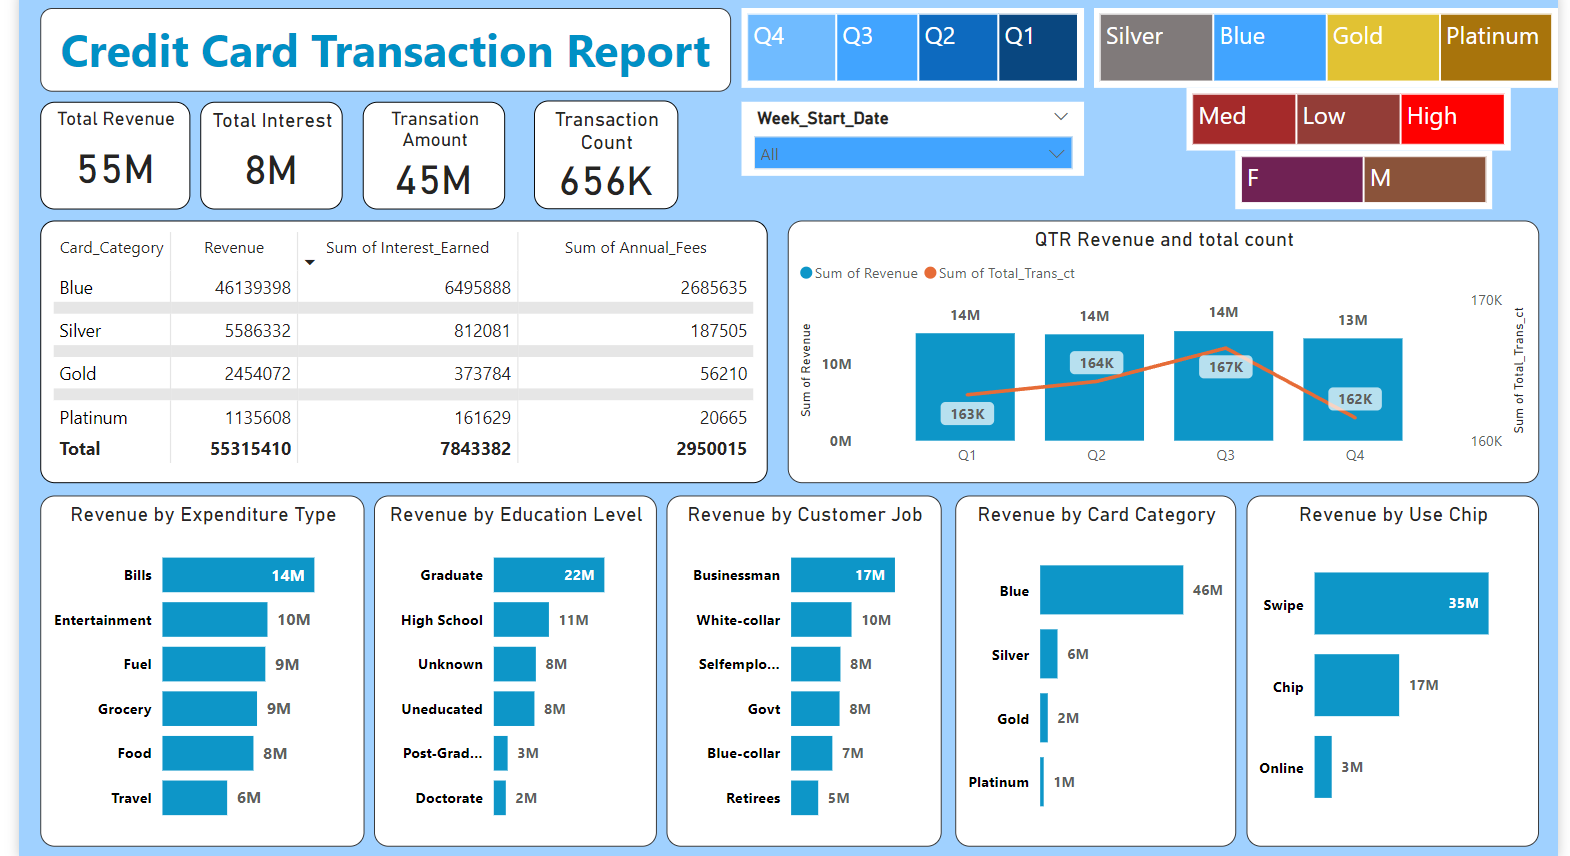 Credit Card Transaction Report
Q4 Q3 Q2 Q1
Silver Blue Gold Platinum
Med Low High
F M
Week_Start_Date
All
Total Revenue
55M
Total Interest
8M
Transation
Amount
45M
Transaction
Count
656K
Card_Category Revenue Sum of Interest_Earned Sum of Annual_Fees
Blue 46139398 6495888 2685635
Silver 5586332 812081 187505
Gold 2454072 373784 56210
Platinum 1135608 161629 20665
Total 55315410 7843382 2950015
QTR Revenue and total count
Sum of Revenue Sum of Total_Trans_ct
Sum of Revenue
10M
0M
14M 14M 14M 13M
163K 164K 167K 162K
Q1 Q2 Q3 Q4
170K
160K
Sum of Total_Trans_ct
Revenue by Expenditure Type
Bills 14M
Entertainment 10M
Fuel 9M
Grocery 9M
Food 8M
Travel 6M
Revenue by Education Level
Graduate 22M
High School 11M
Unknown 8M
Uneducated 8M
Post-Grad... 3M
Doctorate 2M
Revenue by Customer Job
Businessman 17M
White-collar 10M
Selfemplo... 8M
Govt 8M
Blue-collar 7M
Retirees 5M
Revenue by Card Category
Blue 46M
Silver 6M
Gold 2M
Platinum 1M
Revenue by Use Chip
Swipe 35M
Chip 17M
Online 3M